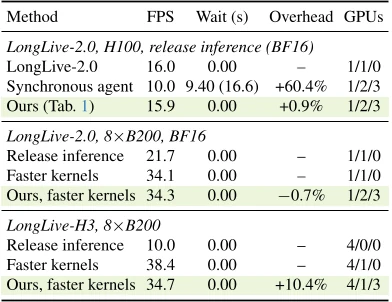 Method FPS Wait (s) Overhead GPUs
LongLive-2.0, H100, release inference (BF16)
LongLive-2.0 16.0 0.00 – 1/1/0
Synchronous agent 10.0 9.40 (16.6) +60.4% 1/2/3
Ours (Tab. 1) 15.9 0.00 +0.9% 1/2/3
LongLive-2.0, 8×B200, BF16
Release inference 21.7 0.00 – 1/1/0
Faster kernels 34.1 0.00 – 1/1/0
Ours, faster kernels 34.3 0.00 −0.7% 1/2/3
LongLive-H3, 8×B200
Release inference 10.0 0.00 – 4/0/0
Faster kernels 38.4 0.00 – 4/1/0
Ours, faster kernels 34.7 0.00 +10.4% 4/1/3